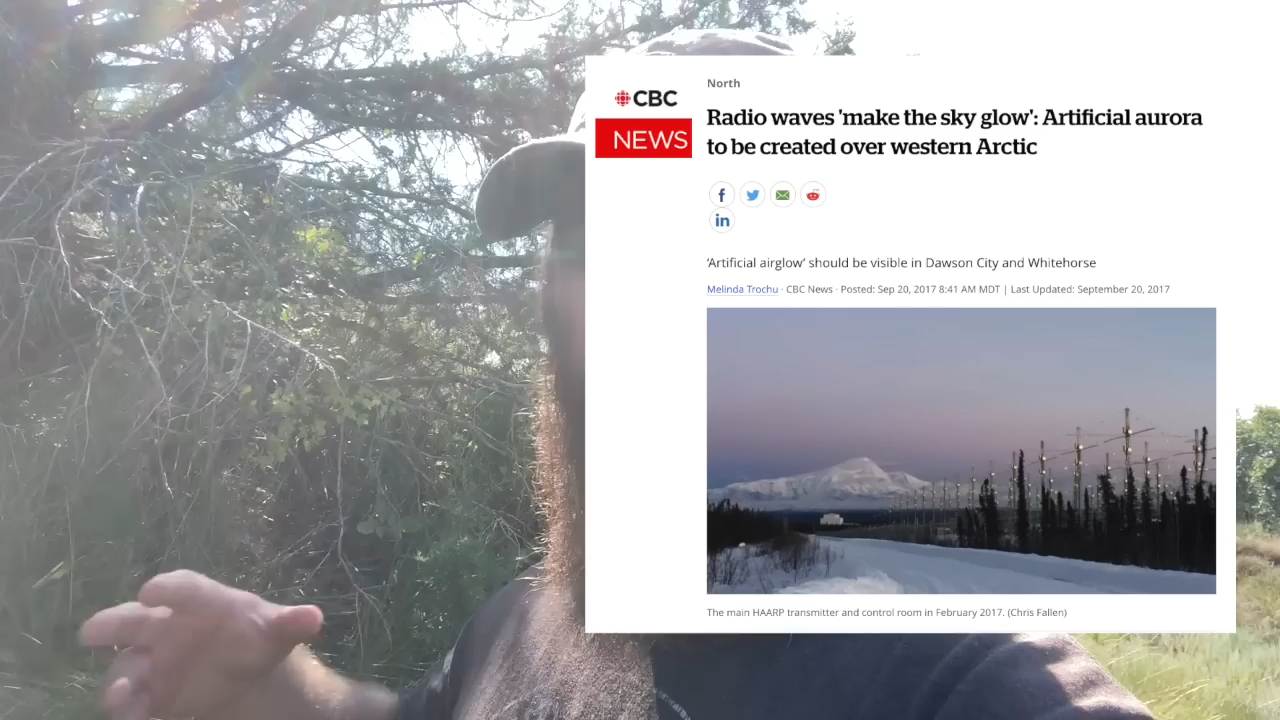 North
CBC
NEWS
Radio waves 'make the sky glow': Artificial aurora
to be created over western Arctic
‘Artificial airglow’ should be visible in Dawson City and Whitehorse
Melinda Trochu · CBC News · Posted: Sep 20, 2017 8:41 AM MDT | Last Updated: September 20, 2017
The main HAARP transmitter and control room in February 2017. (Chris Fallen)